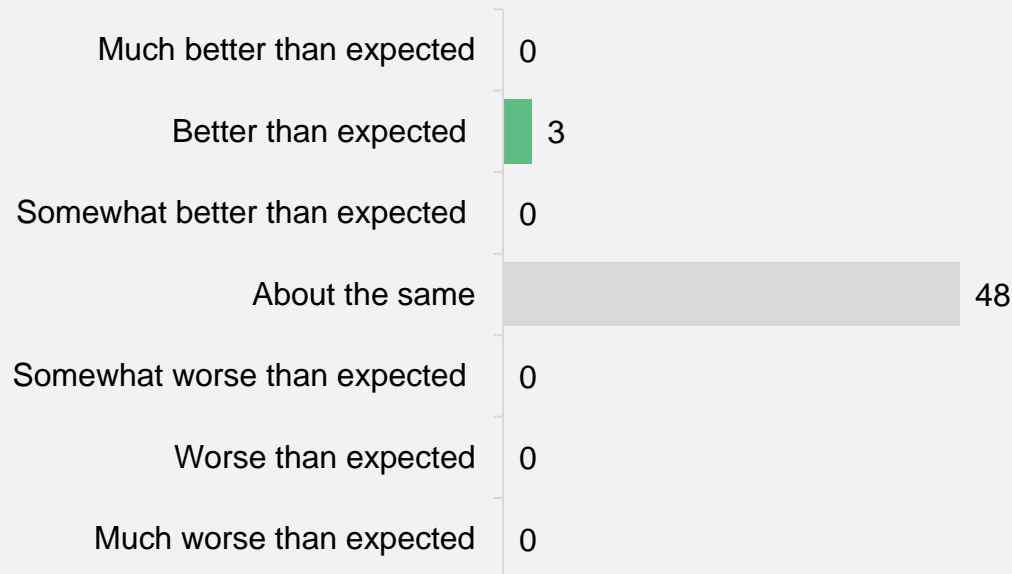 Much better than expected 0
Better than expected 3
Somewhat better than expected 0
About the same 48
Somewhat worse than expected 0
Worse than expected 0
Much worse than expected 0